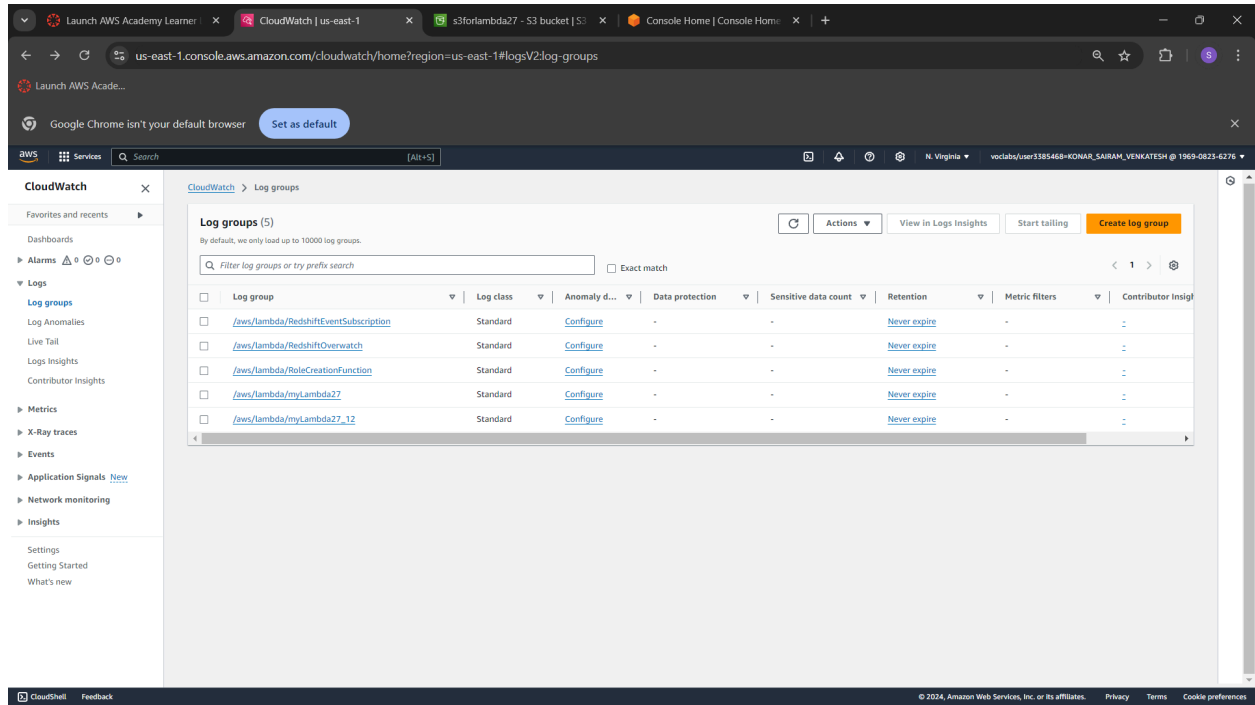 Launch AWS Academy Learner
CloudWatch | us-east-1
s3forlambda27 - S3 bucket | S3
Console Home | Console Home
us-east-1.console.aws.amazon.com/cloudwatch/home?region=us-east-1#logsV2:log-groups
S
Launch AWS Acade...
Google Chrome isn't your default browser Set as default
aws Services Search [Alt+S] N. Virginia voclabs/user3385468=KONAR_SAIRAM_VENKATESH @ 1969-0823-6276
CloudWatch
Favorites and recents
Dashboards
Alarms 0 0 0
Logs
Log groups
Log Anomalies
Live Tail
Logs Insights
Contributor Insights
Metrics
X-Ray traces
Events
Application Signals New
Network monitoring
Insights
Settings
Getting Started
What's new
CloudWatch > Log groups
Log groups (5) Actions View in Logs Insights Start tailing Create log group
By default, we only load up to 10000 log groups.
Filter log groups or try prefix search Exact match 1
Log group Log class Anomaly d... Data protection Sensitive data count Retention Metric filters Contributor Insigh
/aws/lambda/RedshiftEventSubscription Standard Configure - - Never expire - -
/aws/lambda/RedshiftOverwatch Standard Configure - - Never expire - -
/aws/lambda/RoleCreationFunction Standard Configure - - Never expire - -
/aws/lambda/myLambda27 Standard Configure - - Never expire - -
/aws/lambda/myLambda27_12 Standard Configure - - Never expire - -
CloudShell Feedback © 2024, Amazon Web Services, Inc. or its affiliates. Privacy Terms Cookie preferences